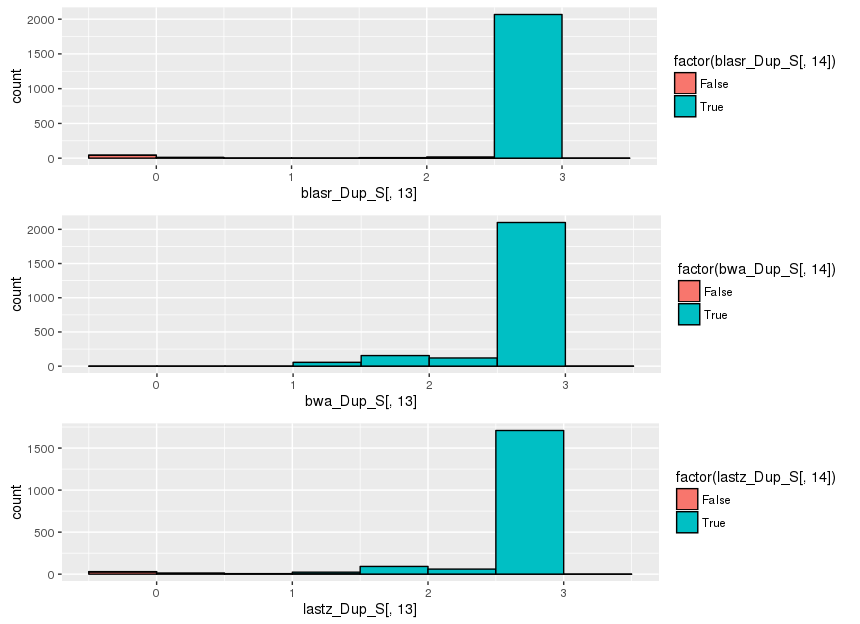 2000
1500
1000
500
0
count
0 1 2 3
blasr_Dup_S[, 13]
factor(blasr_Dup_S[, 14])
False
True
2000
1500
1000
500
0
count
0 1 2 3
bwa_Dup_S[, 13]
factor(bwa_Dup_S[, 14])
False
True
1500
1000
500
0
count
0 1 2 3
lastz_Dup_S[, 13]
factor(lastz_Dup_S[, 14])
False
True